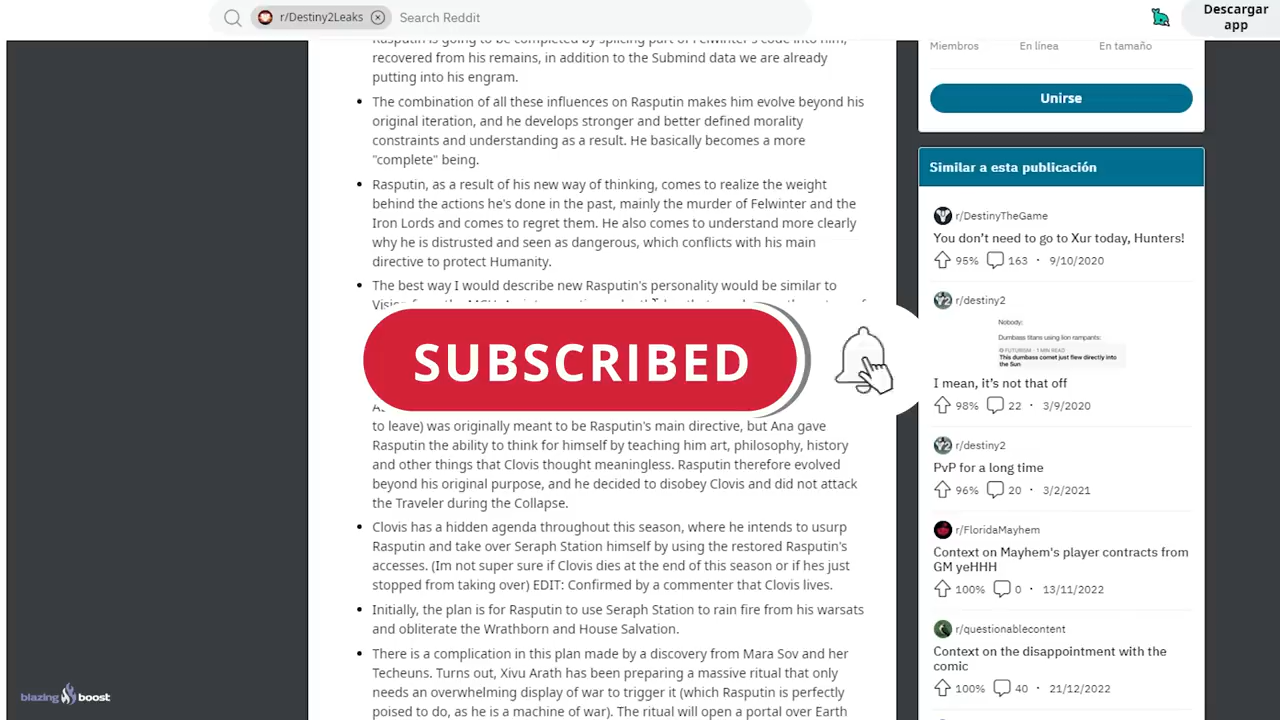 r/Destiny2Leaks
Search Reddit
Descargar
app
Rasputin is going to be completed by splicing part of Felwinter's code into him,
recovered from his remains, in addition to the Submind data we are already
putting into his engram.
The combination of all these influences on Rasputin makes him evolve beyond his
original iteration, and he develops stronger and better defined morality
constraints and understanding as a result. He basically becomes a more
"complete" being.
Rasputin, as a result of his new way of thinking, comes to realize the weight
behind the actions he's done in the past, mainly the murder of Felwinter and the
Iron Lords and comes to regret them. He also comes to understand more clearly
why he is distrusted and seen as dangerous, which conflicts with his main
directive to protect Humanity.
The best way I would describe new Rasputin's personality would be similar to
SUBSCRIBED
to leave) was originally meant to be Rasputin's main directive, but Ana gave
Rasputin the ability to think for himself by teaching him art, philosophy, history
and other things that Clovis thought meaningless. Rasputin therefore evolved
beyond his original purpose, and he decided to disobey Clovis and did not attack
the Traveler during the Collapse.
Clovis has a hidden agenda throughout this season, where he intends to usurp
Rasputin and take over Seraph Station himself by using the restored Rasputin's
accesses. (Im not super sure if Clovis dies at the end of this season or if hes just
stopped from taking over) EDIT: Confirmed by a commenter that Clovis lives.
Initially, the plan is for Rasputin to use Seraph Station to rain fire from his warsats
and obliterate the Wrathborn and House Salvation.
There is a complication in this plan made by a discovery from Mara Sov and her
Techeuns. Turns out, Xivu Arath has been preparing a massive ritual that only
needs an overwhelming display of war to trigger it (which Rasputin is perfectly
poised to do, as he is a machine of war). The ritual will open a portal over Earth
Miembros
En línea
En tamaño
Unirse
Similar a esta publicación
r/DestinyTheGame
You don't need to go to Xur today, Hunters!
95% 163 · 9/10/2020
r/destiny2
Nobody:
Dumbass titans using lion rampants:
FUTURISM · 1 MIN READ
This dumbass comet just flew directly into
the Sun
I mean, it's not that off
98% 22 · 3/9/2020
r/destiny2
PvP for a long time
96% 20 · 3/2/2021
r/FloridaMayhem
Context on Mayhem's player contracts from
GM yeHHH
100% 0 · 13/11/2022
r/questionablecontent
Context on the disappointment with the
comic
100% 40 · 21/12/2022
blazing boost